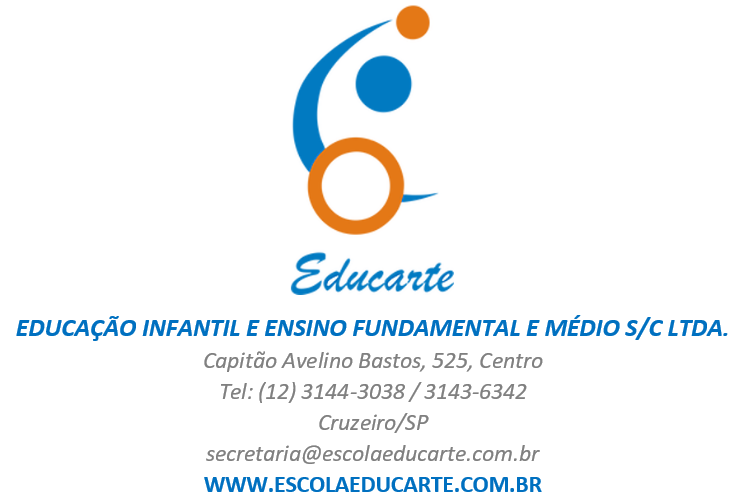 Educarte
EDUCAÇÃO INFANTIL E ENSINO FUNDAMENTAL E MÉDIO S/C LTDA.
Capitão Avelino Bastos, 525, Centro
Tel: (12) 3144-3038 / 3143-6342
Cruzeiro/SP
secretaria@escolaeducarte.com.br
WWW.ESCOLAEDUCARTE.COM.BR